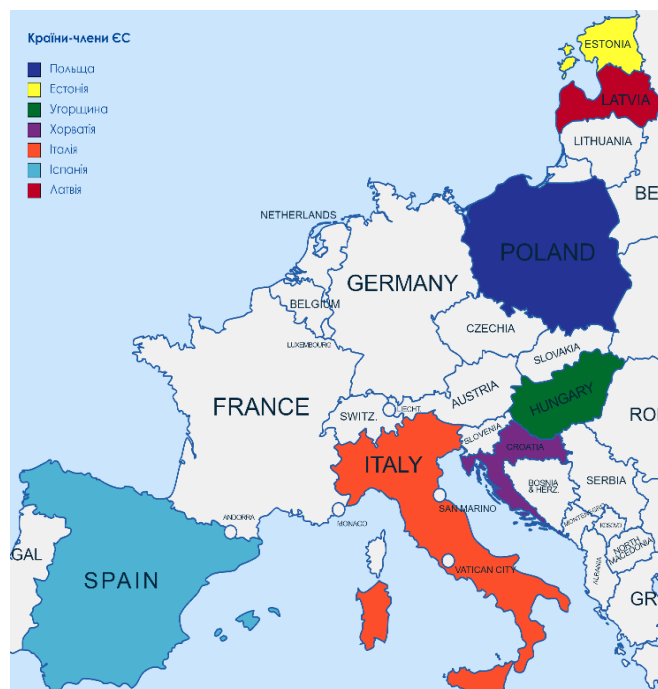 Країни-члени ЄС
Польща
Естонія
Угорщина
Хорватія
Італія
Іспанія
Латвія
ESTONIA
LATVIA
LITHUANIA
BE
NETHERLANDS
POLAND
GERMANY
BELGIUM
CZECHIA
LUXEMBOURG
SLOVAKIA
AUSTRIA
HUNGARY
FRANCE
SWITZ.
LIECHT.
RO
SLOVENIA
CROATIA
ITALY
BOSNIA
& HERZ.
SERBIA
SAN MARINO
ANDORRA
MONACO
MONTENEGRO
KOSOVO
GAL
SPAIN
VATICAN CITY
NORTH
MACEDONIA
ALBANIA
GR